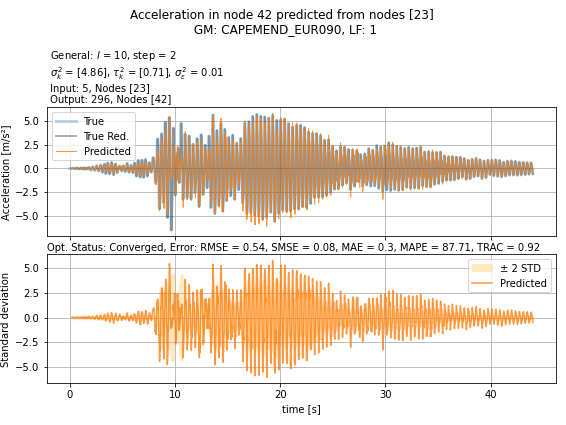 Acceleration in node 42 predicted from nodes [23]
GM: CAPEMEND_EUR090, LF: 1
General: l = 10, step = 2
σ²ₖ = [4.86], τ²ₖ = [0.71], σ²ₑ = 0.01
Input: 5, Nodes [23]
Output: 296, Nodes [42]
Acceleration [m/s²]
5.0
2.5
0.0
−2.5
−5.0
True
True Red.
Predicted
Opt. Status: Converged, Error: RMSE = 0.54, SMSE = 0.08, MAE = 0.3, MAPE = 87.71, TRAC = 0.92
Standard deviation
5.0
2.5
0.0
−2.5
−5.0
± 2 STD
Predicted
0 10 20 30 40
time [s]